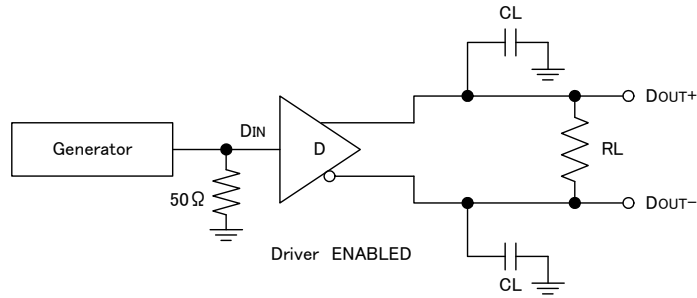 CL
DOUT+
DIN
Generator
D
RL
50Ω
DOUT−
Driver ENABLED
CL